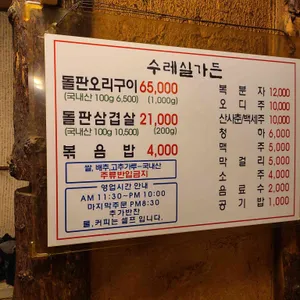 수레실가든
돌판오리구이 65,000
(국내산 100g 6,500) (1,000g)
돌판삼겹살 21,000
(국내산 100g 10,500) (200g)
볶음밥 4,000
쌀, 배추, 고추가루-국내산
주류반입금지
영업시간 안내
AM 11:30~PM 10:00
마지막주문 PM8:30
추가반찬
물,커피는 셀프 입니다.
복분자 12,000
오디주 10,000
산사춘/백세주 10,000
청하 6,000
맥주 5,000
막걸리 4,000
소주 4,000
음료수 2,000
공기밥 1,000